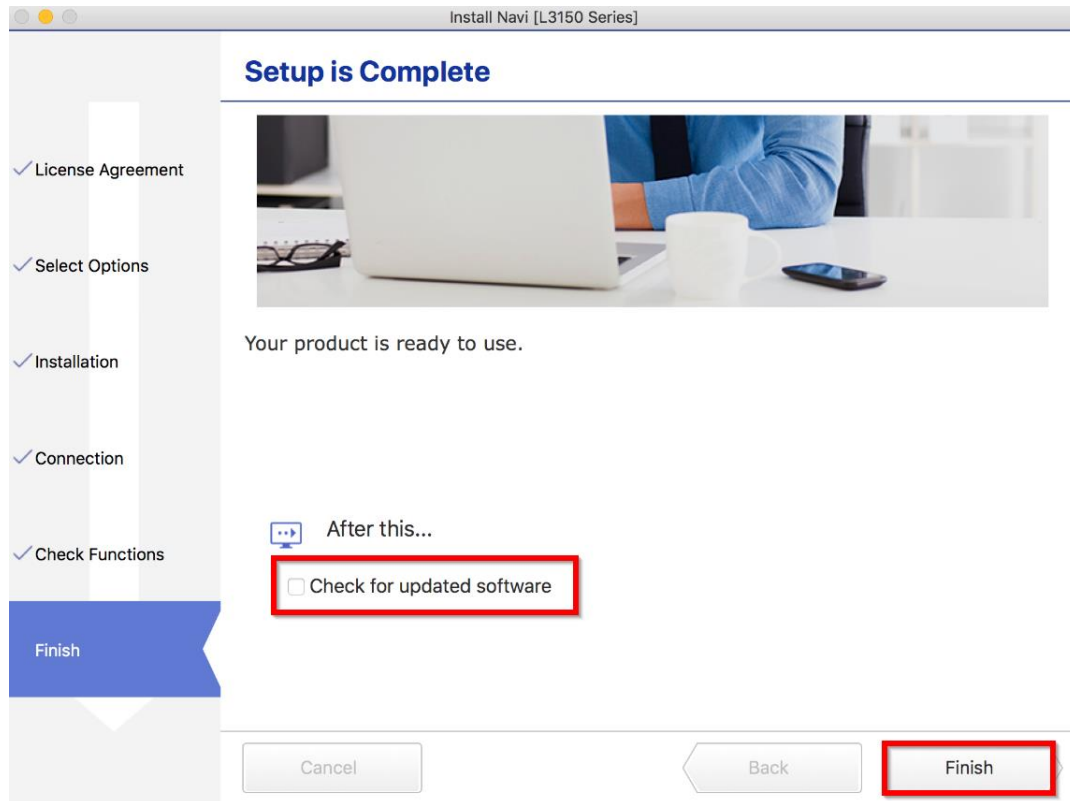 Install Navi [L3150 Series]
Setup is Complete
License Agreement
Select Options
Installation
Connection
Check Functions
Finish
Your product is ready to use.
After this...
Check for updated software
Cancel
Back
Finish